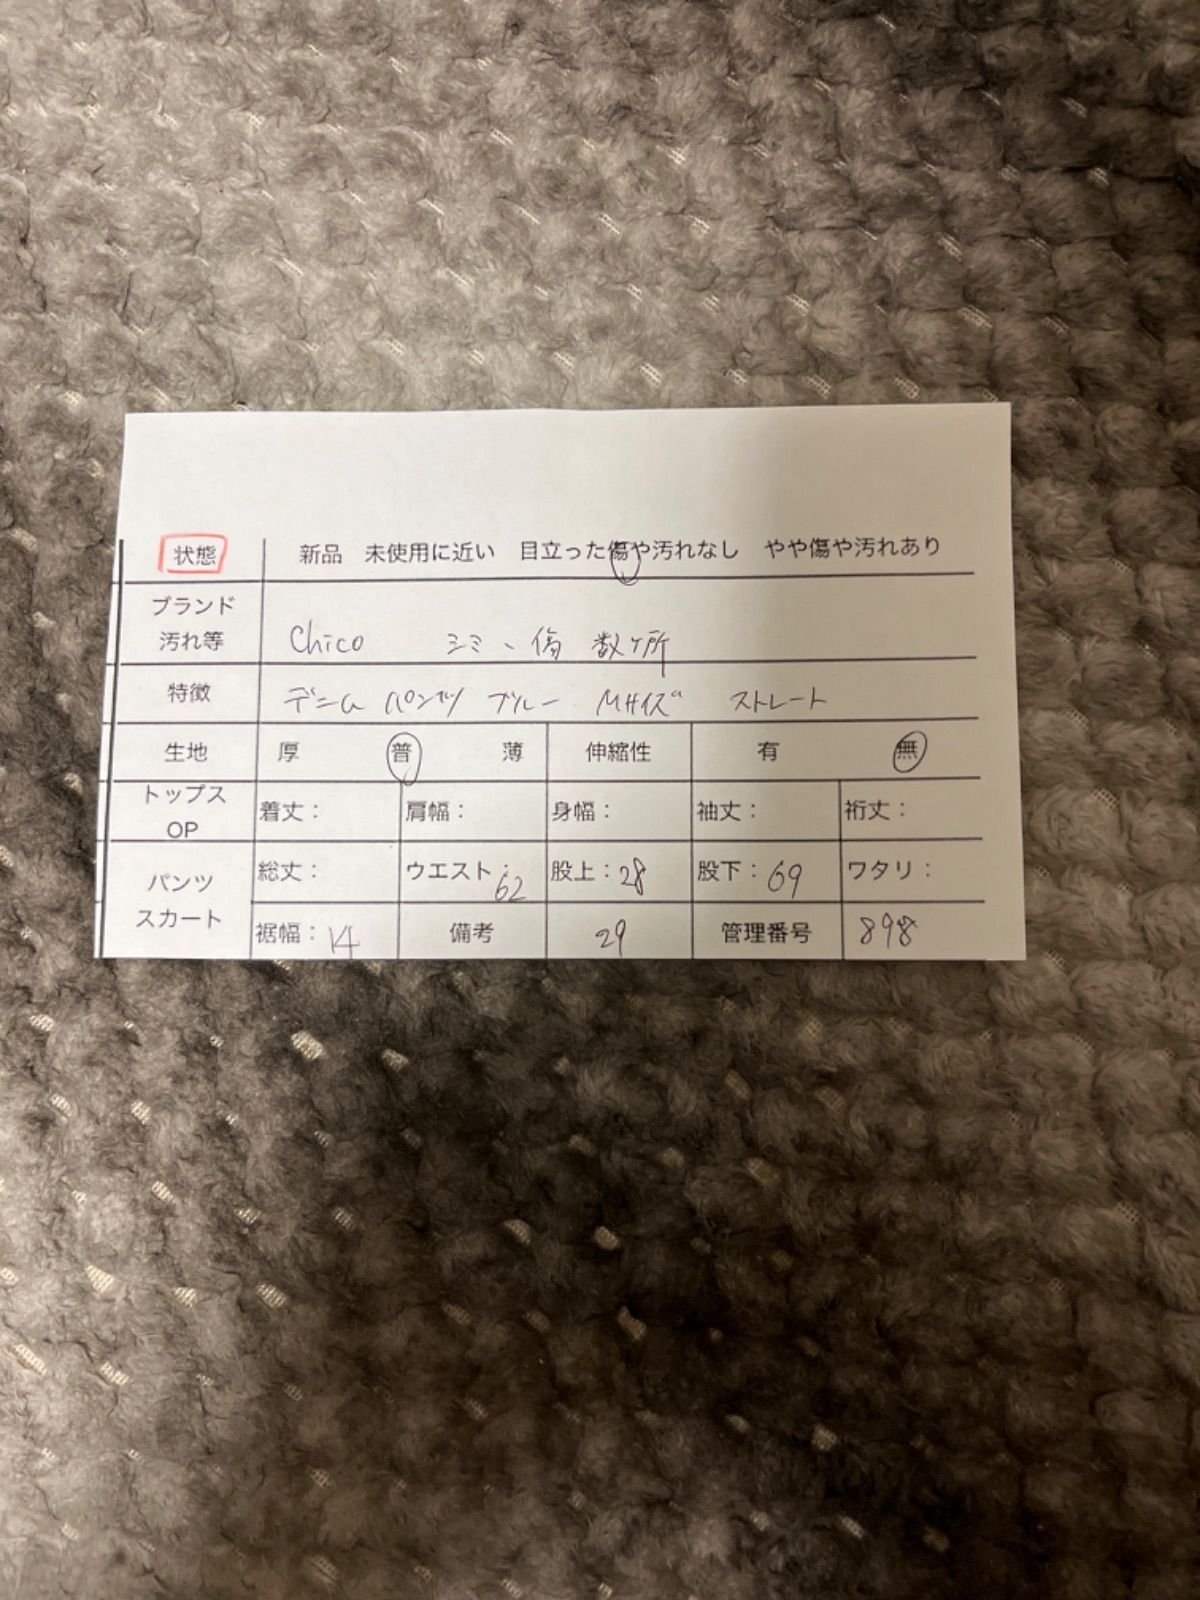 状態 新品 未使用に近い 目立った傷や汚れなし やや傷や汚れあり
ブランド
汚れ等 Chico シミ、傷 数ヶ所
特徴 デニムパンツ ブルー Mサイズ ストレート
生地 厚 普 薄 伸縮性 有 無
トップス
OP 着丈: 肩幅: 身幅: 袖丈: 裄丈:
パンツ
スカート 総丈: ウエスト: 62 股上: 28 股下: 69 ワタリ:
裾幅: 14 備考 29 管理番号 898